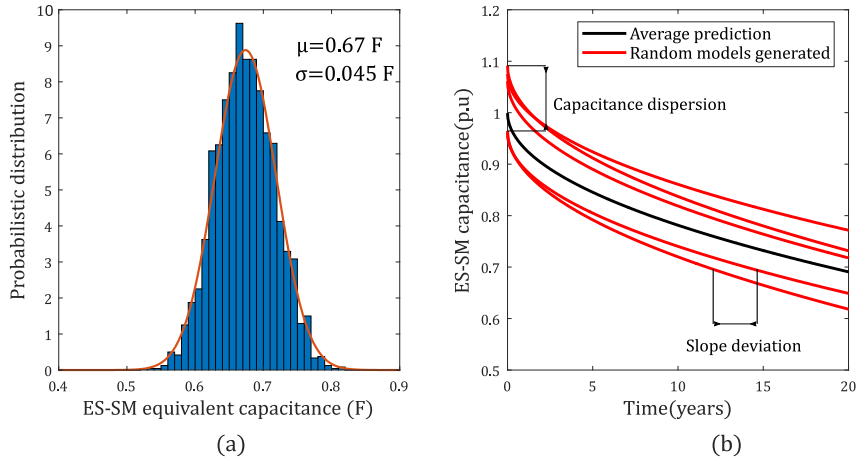 Probabilistic distribution
10
9
8
7
6
5
4
3
2
1
0
μ=0.67 F
σ=0.045 F
0.4 0.5 0.6 0.7 0.8 0.9
ES-SM equivalent capacitance (F)
(a)
ES-SM capacitance(p.u)
1.2
1.1
1
0.9
0.8
0.7
0.6
0.5
Average prediction
Random models generated
Capacitance dispersion
Slope deviation
0 5 10 15 20
Time(years)
(b)